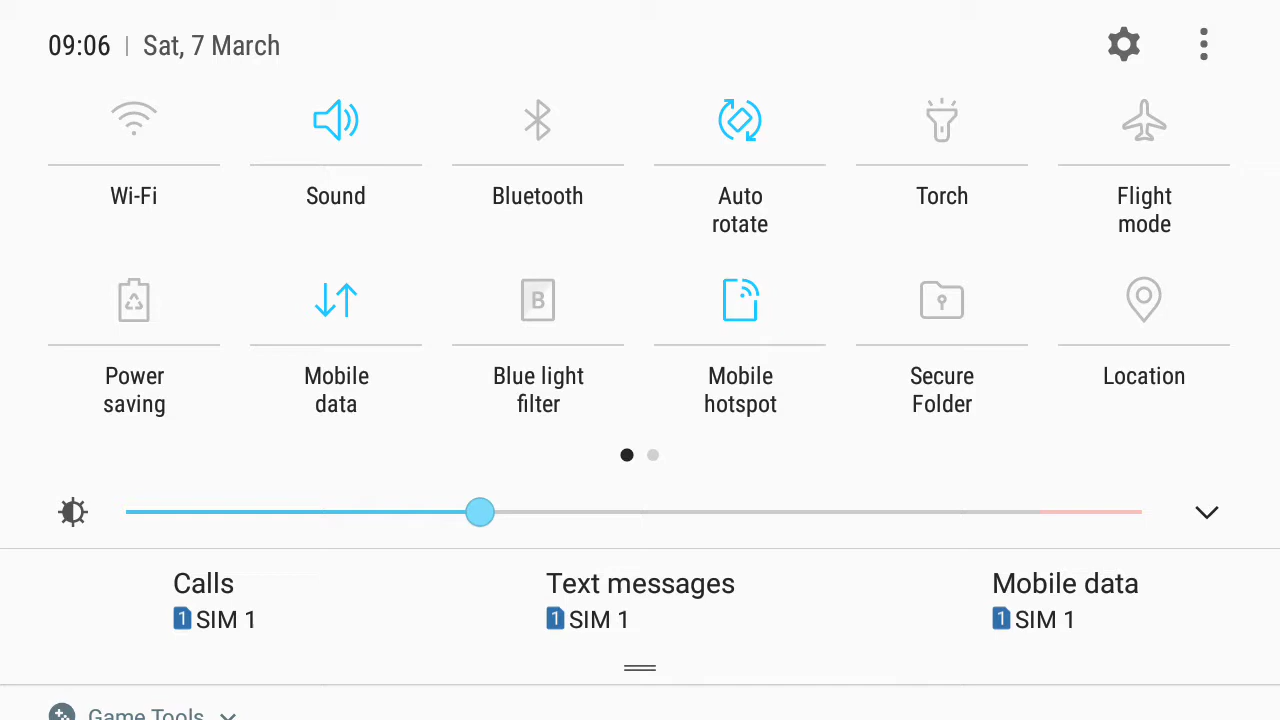 09:06 | Sat, 7 March
Wi-Fi
Sound
Bluetooth
Auto
rotate
Torch
Flight
mode
Power
saving
Mobile
data
B
Blue light
filter
Mobile
hotspot
Secure
Folder
Location
Calls
1 SIM 1
Text messages
1 SIM 1
Mobile data
1 SIM 1
Game Tools